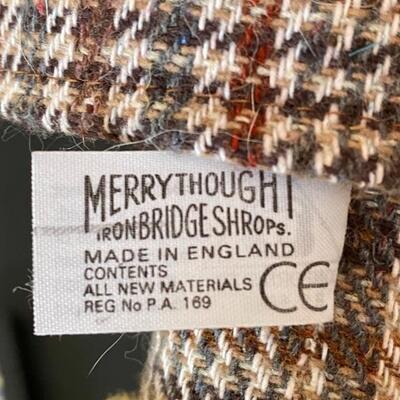 MERRYTHOUGHT
IRONBRIDGE SHROPS.
MADE IN ENGLAND
CONTENTS
ALL NEW MATERIALS
REG No P.A. 169
CE